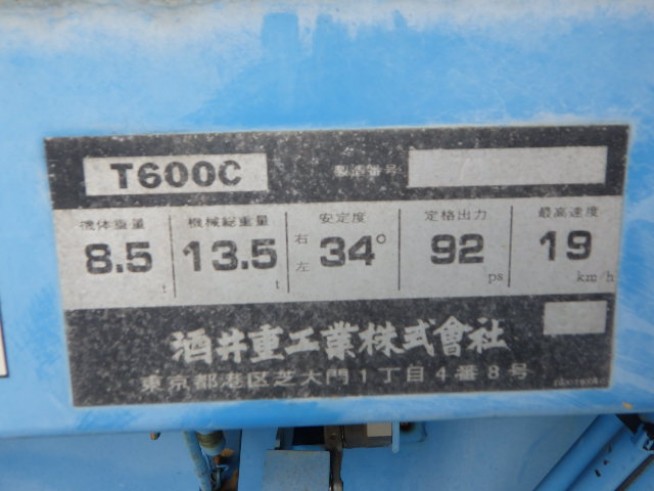 T600C 製造番号
機体重量 機械総重量 安定度 定格出力 最高速度
8.5 t 13.5 t 右 左 34° 92 ps 19 km/h
酒井重工業株式會社
東京都港区芝大門1丁目4番8号